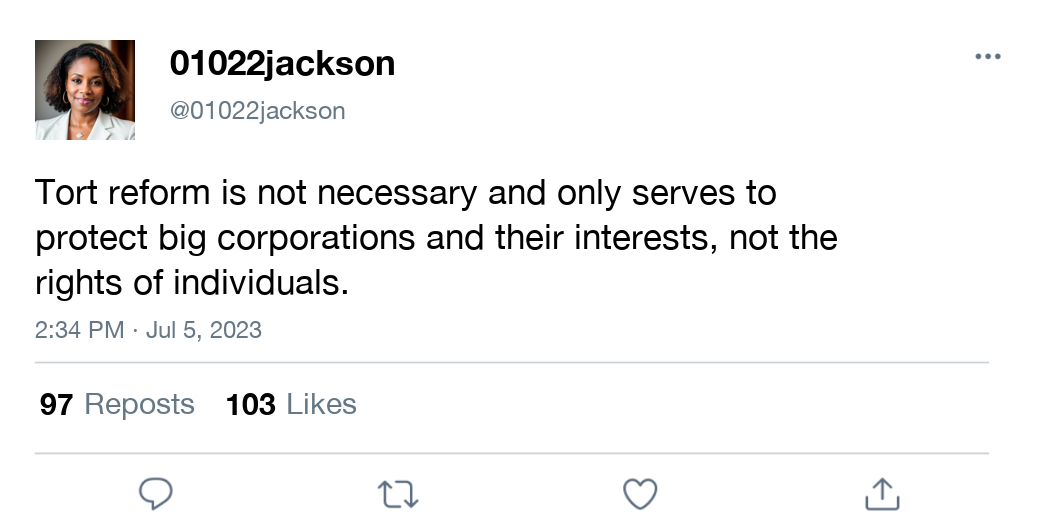 01022jackson
@01022jackson
Tort reform is not necessary and only serves to
protect big corporations and their interests, not the
rights of individuals.
2:34 PM · Jul 5, 2023
97 Reposts 103 Likes